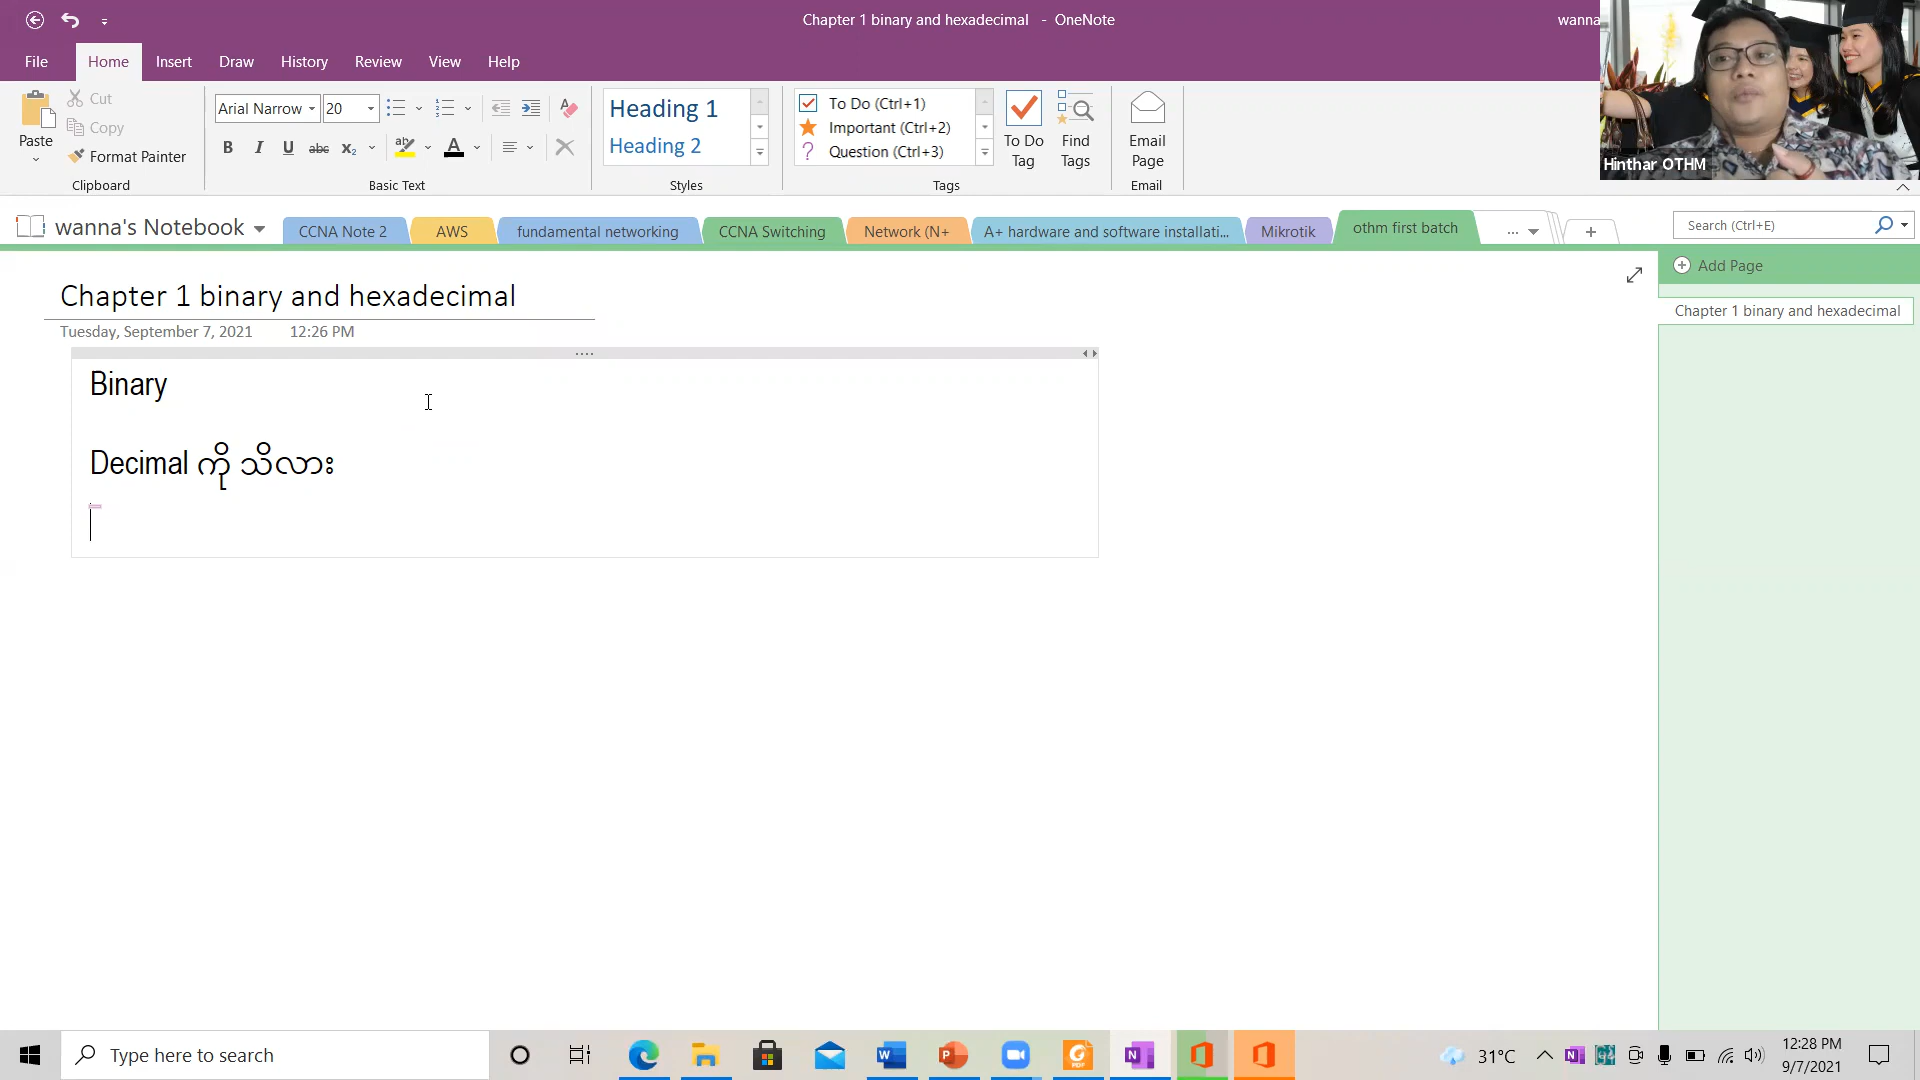 Chapter 1 binary and hexadecimal - OneNote
wanna
File Home Insert Draw History Review View Help
Paste
Cut
Copy
Format Painter
Clipboard
Arial Narrow 20
B I U abc X₂
Basic Text
Heading 1
Heading 2
Styles
To Do (Ctrl+1)
Important (Ctrl+2)
Question (Ctrl+3)
Tags
To Do Tag
Find Tags
Email Page
Email
Hinthar OTHM
wanna's Notebook
CCNA Note 2
AWS
fundamental networking
CCNA Switching
Network (N+
A+ hardware and software installati...
Mikrotik
othm first batch
...
Search (Ctrl+E)
Add Page
Chapter 1 binary and hexadecimal
Chapter 1 binary and hexadecimal
Tuesday, September 7, 2021 12:26 PM
Binary
Decimal ကို သိလား
Type here to search
31°C
12:28 PM
9/7/2021